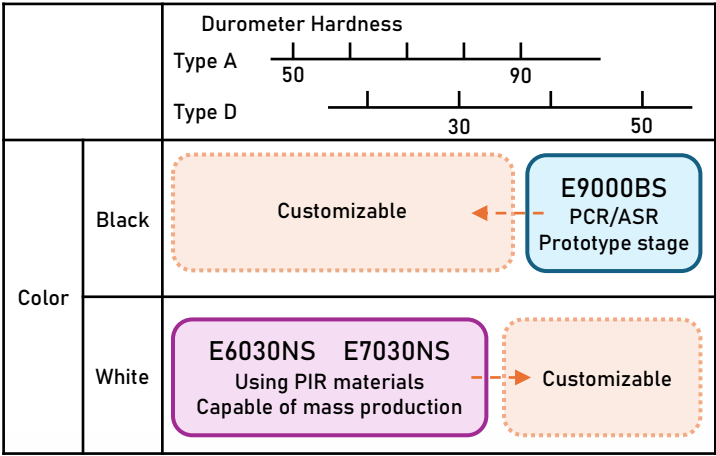 Durometer Hardness
Type A
50 90
Type D
30 50
Color
Black
Customizable
E9000BS
PCR/ASR
Prototype stage
White
E6030NS E7030NS
Using PIR materials
Capable of mass production
Customizable